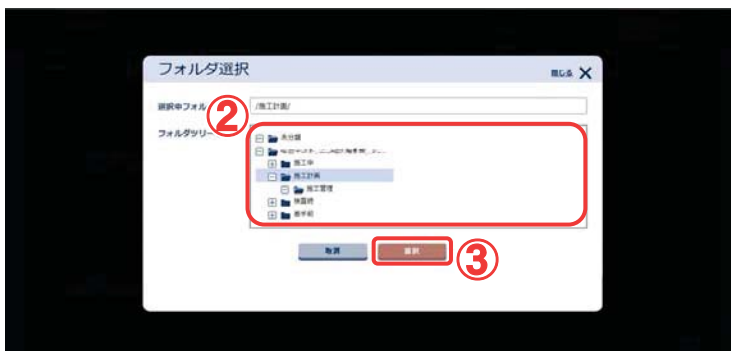 フォルダ選択
閉じる X
選択中フォル
②
/施工計画/
フォルダツリー
未分類
施工中
施工計画
施工管理
検査待
着手前
取消
選択
③